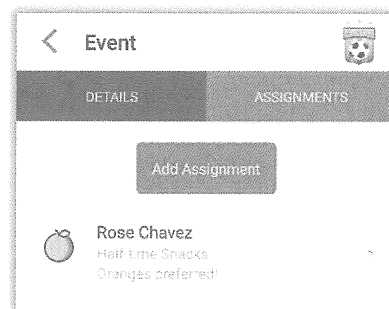 Event
DETAILS ASSIGNMENTS
Add Assignment
Rose Chavez
Half-time Snacks
Oranges preferred!